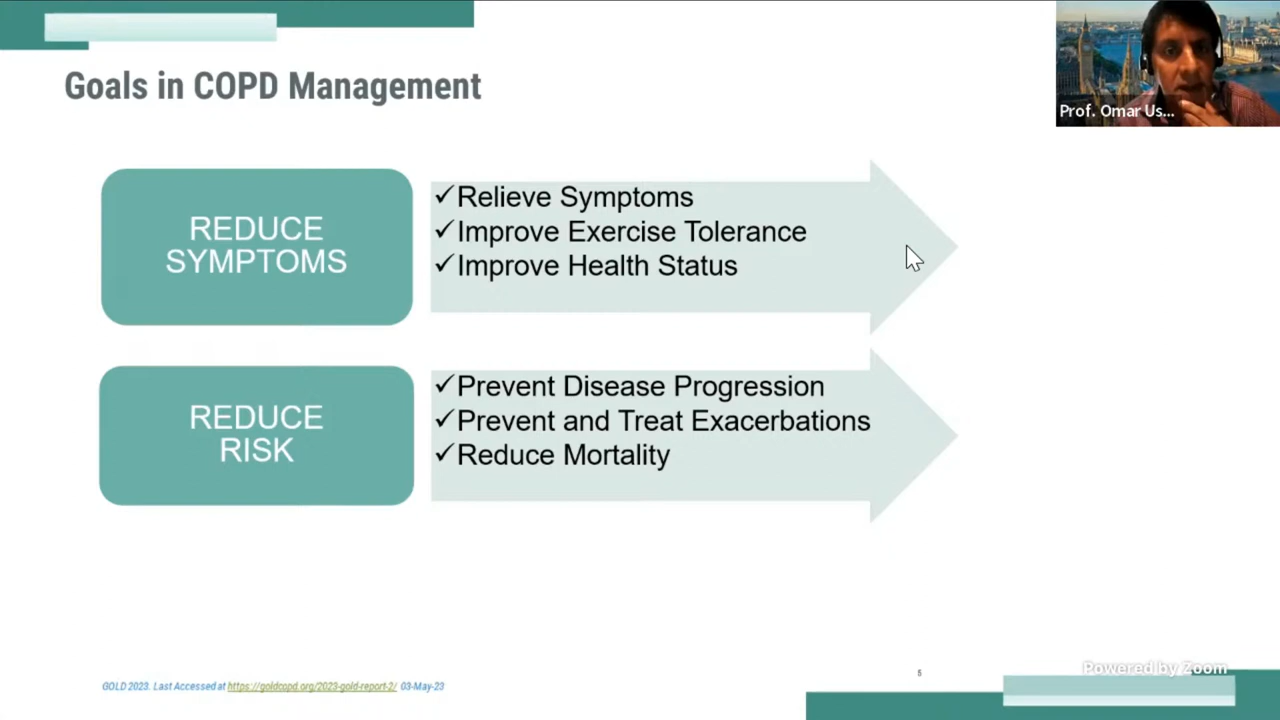 Goals in COPD Management
Prof. Omar Us...
REDUCE
SYMPTOMS
✓Relieve Symptoms
✓Improve Exercise Tolerance
✓Improve Health Status
REDUCE
RISK
✓Prevent Disease Progression
✓Prevent and Treat Exacerbations
✓Reduce Mortality
GOLD 2023. Last Accessed at https://goldcopd.org/2023-gold-report-2/ 03-May-23
5
Powered by Zoom